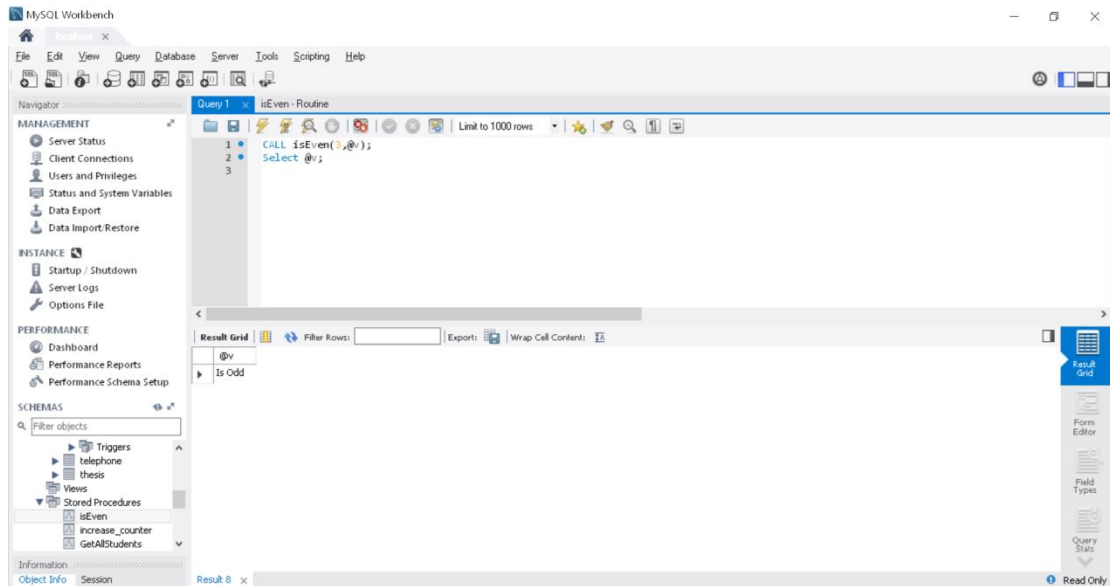 MySQL Workbench
localhost
File Edit View Query Database Server Tools Scripting Help
Navigator
MANAGEMENT
Server Status
Client Connections
Users and Privileges
Status and System Variables
Data Export
Data Import/Restore
INSTANCE
Startup / Shutdown
Server Logs
Options File
PERFORMANCE
Dashboard
Performance Reports
Performance Schema Setup
SCHEMAS
Filter objects
Triggers
telephone
thesis
Views
Stored Procedures
isEven
increase_counter
GetAllStudents
Information
Object Info Session
Query 1 isEven - Routine
Limit to 1000 rows
1 CALL isEven(3,@v);
2 Select @v;
3
Result Grid Filter Rows: Export: Wrap Cell Content:
@v
Is Odd
Result
Grid
Form
Editor
Field
Types
Query
Stats
Result 8
Read Only